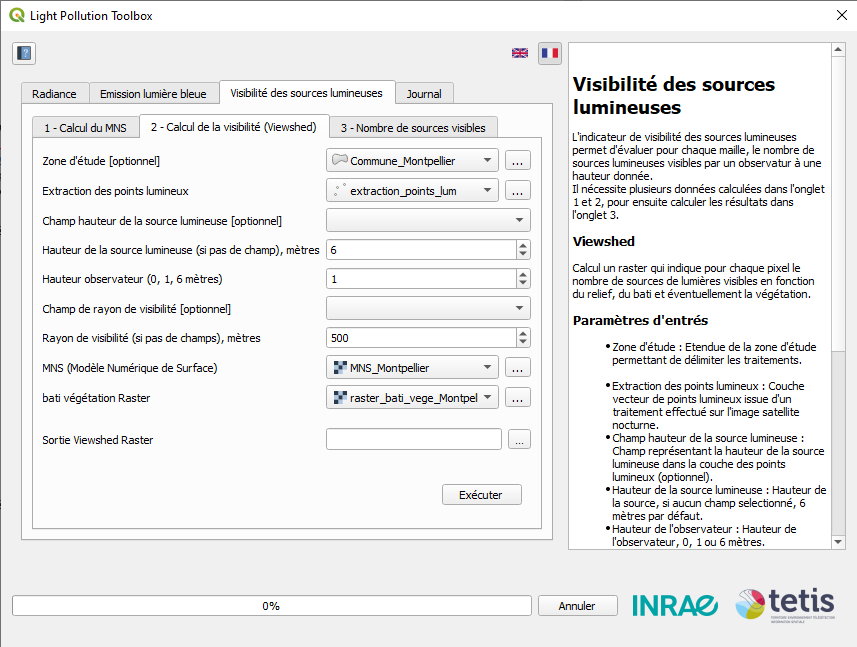 Light Pollution Toolbox
Radiance
Emission lumière bleue
Visibilité des sources lumineuses
Journal
1 - Calcul du MNS
2 - Calcul de la visibilité (Viewshed)
3 - Nombre de sources visibles
Zone d'étude [optionnel]
Commune_Montpellier
...
Extraction des points lumineux
extraction_points_lum
...
Champ hauteur de la source lumineuse [optionnel]
Hauteur de la source lumineuse (si pas de champ), mètres
6
Hauteur observateur (0, 1, 6 mètres)
1
Champ de rayon de visibilité [optionnel]
Rayon de visibilité (si pas de champs), mètres
500
MNS (Modèle Numérique de Surface)
MNS_Montpellier
...
bati végétation Raster
raster_bati_vege_Montpel
...
Sortie Viewshed Raster
...
Exécuter
Visibilité des sources
lumineuses
L'indicateur de visibilité des sources lumineuses
permet d'évaluer pour chaque maille, le nombre de
sources lumineuses visibles par un observatur à une
hauteur donnée.
Il nécessite plusieurs données calculées dans l'onglet
1 et 2, pour ensuite calculer les résultats dans
l'onglet 3.
Viewshed
Calcul un raster qui indique pour chaque pixel le
nombre de sources de lumières visibles en fonction
du relief, du bati et éventuellement la végétation.
Paramètres d'entrés
•Zone d'étude : Etendue de la zone d'étude
permettant de délimiter les traitements.
•Extraction des points lumineux : Couche
vecteur de points lumineux issue d'un
traitement effectué sur l'image satellite
nocturne.
•Champ hauteur de la source lumineuse :
Champ représentant la hauteur de la source
lumineuse dans la couche des points
lumineux (optionnel).
•Hauteur de la source lumineuse : Hauteur de
la source, si aucun champ selectionné, 6
mètres par défaut.
•Hauteur de l'observateur : Hauteur de
l'observateur, 0, 1 ou 6 mètres.
0%
Annuler
INRAE
tetis